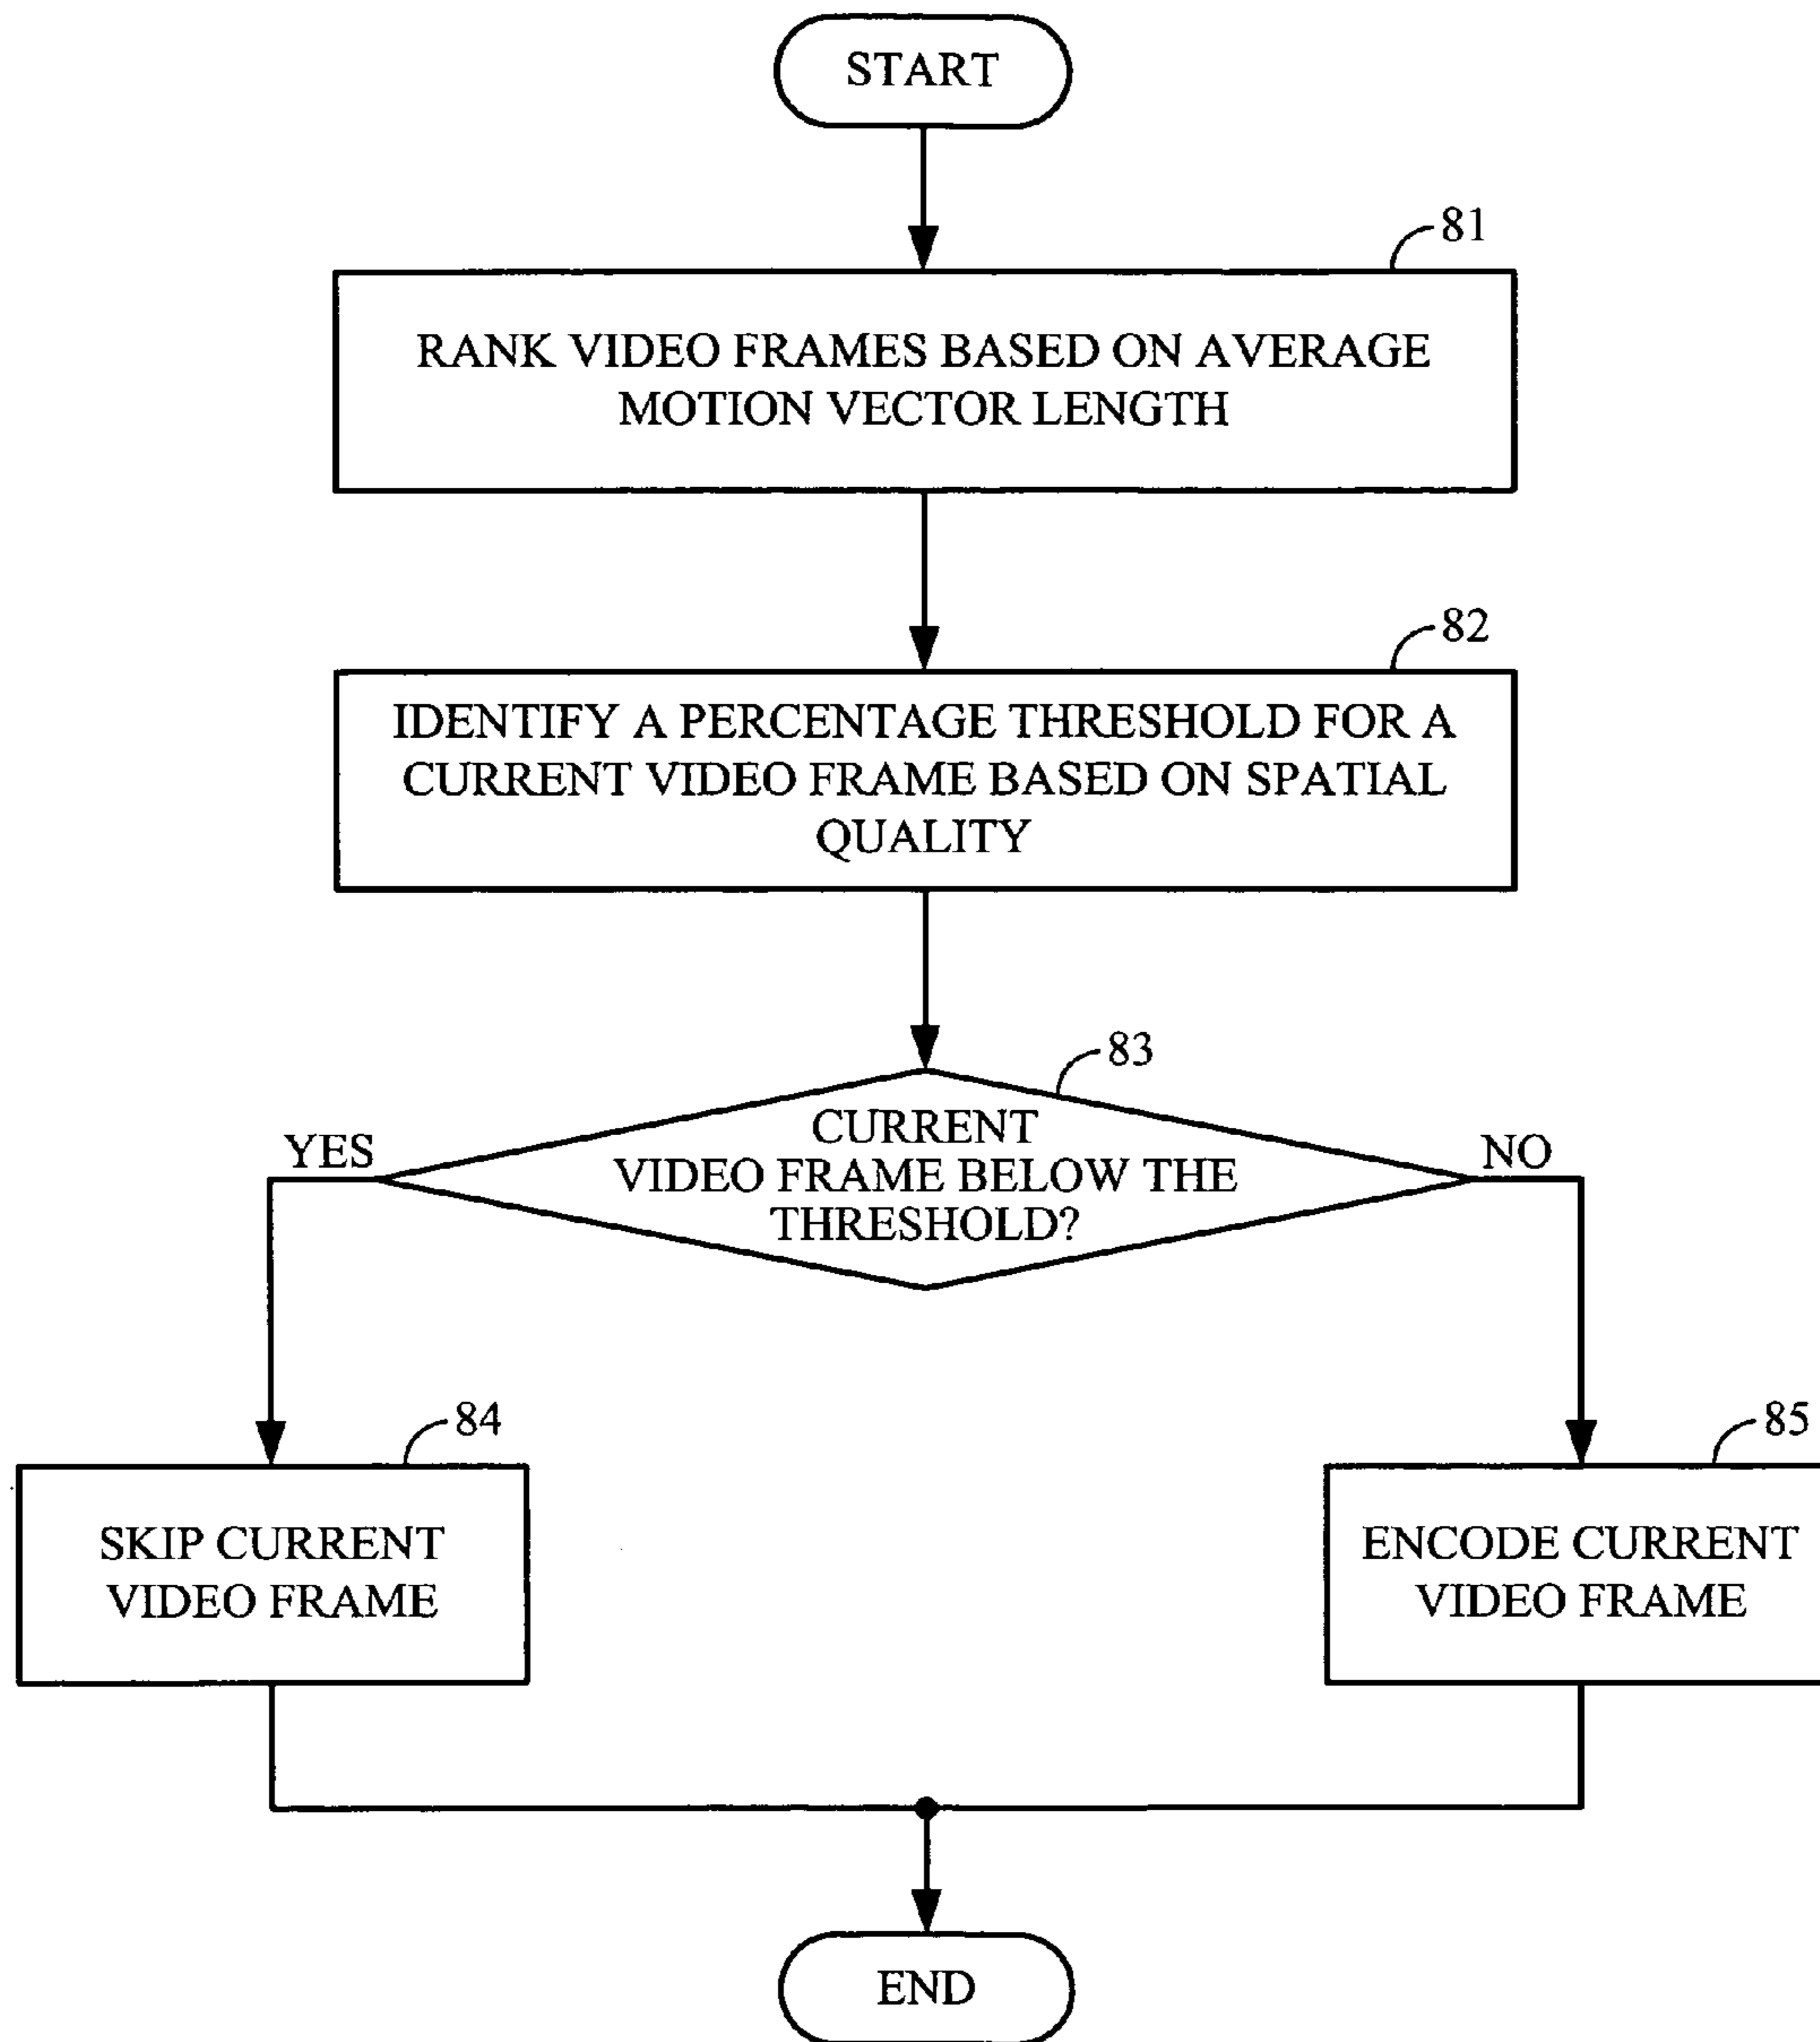 START
81
RANK VIDEO FRAMES BASED ON AVERAGE
MOTION VECTOR LENGTH
82
IDENTIFY A PERCENTAGE THRESHOLD FOR A
CURRENT VIDEO FRAME BASED ON SPATIAL
QUALITY
83
CURRENT
VIDEO FRAME BELOW THE
THRESHOLD?
YES
NO
84
SKIP CURRENT
VIDEO FRAME
85
ENCODE CURRENT
VIDEO FRAME
END